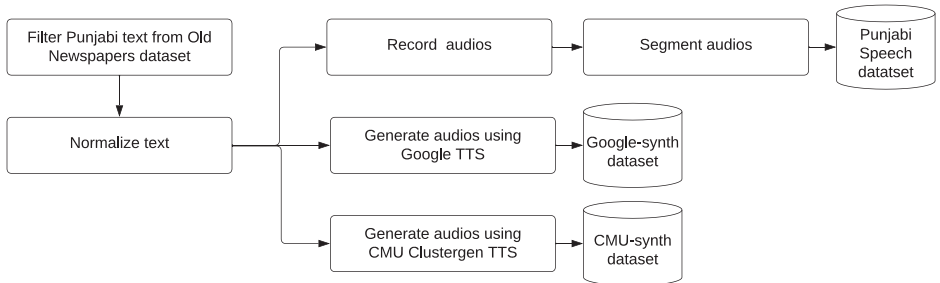 Filter Punjabi text from Old
Newspapers dataset
Record audios
Segment audios
Punjabi
Speech
datatset
Normalize text
Generate audios using
Google TTS
Google-synth
dataset
Generate audios using
CMU Clustergen TTS
CMU-synth
dataset